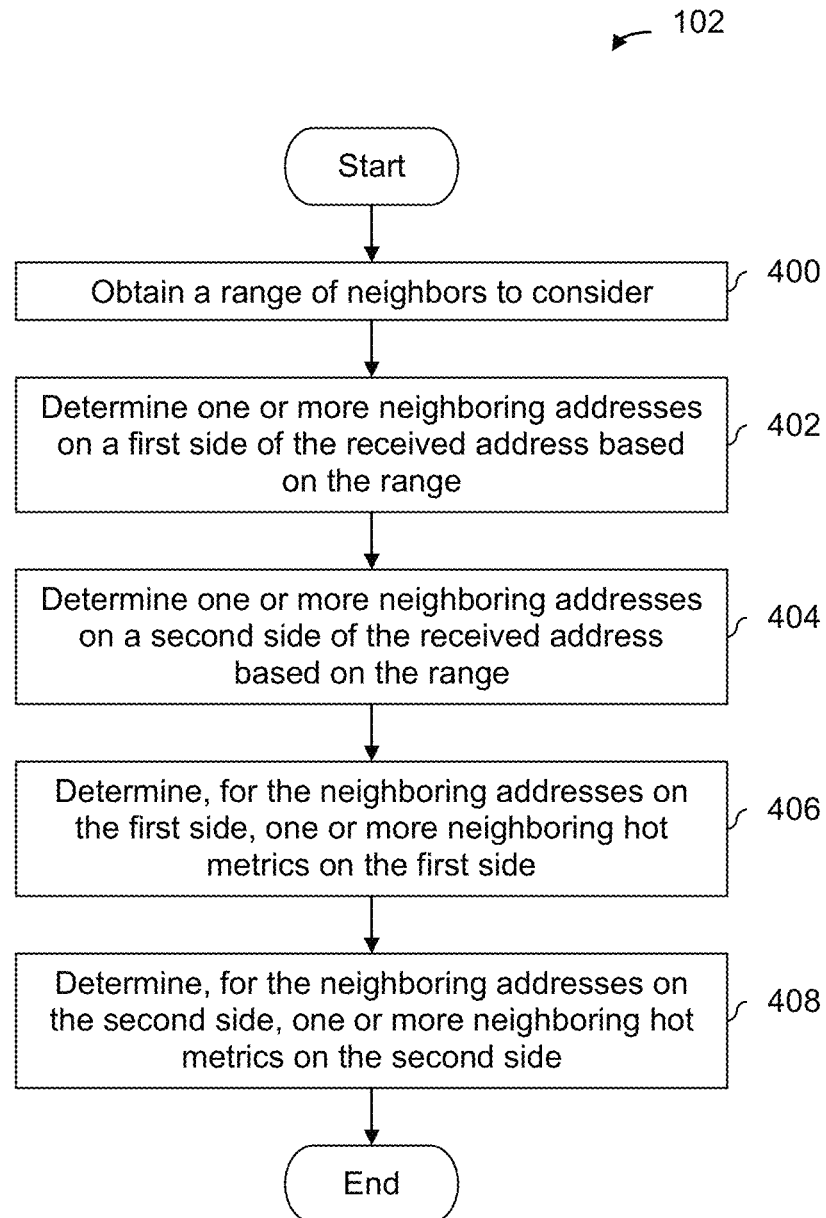 102
Start
Obtain a range of neighbors to consider
400
Determine one or more neighboring addresses
on a first side of the received address based
on the range
402
Determine one or more neighboring addresses
on a second side of the received address
based on the range
404
Determine, for the neighboring addresses on
the first side, one or more neighboring hot
metrics on the first side
406
Determine, for the neighboring addresses on
the second side, one or more neighboring hot
metrics on the second side
408
End